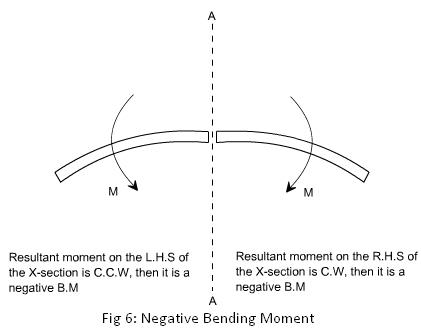 A
M
M
Resultant moment on the L.H.S of
the X-section is C.C.W, then it is a
negative B.M
Resultant moment on the R.H.S of
the X-section is C.W, then it is a
negative B.M
A
Fig 6: Negative Bending Moment